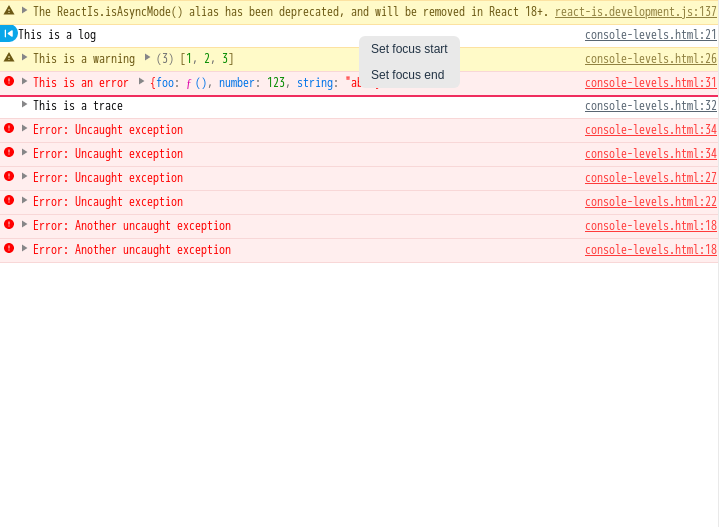 The ReactIs.isAsyncMode() alias has been deprecated, and will be removed in React 18+. react-is.development.js:137
This is a log console-levels.html:21
Set focus start
Set focus end
This is a warning (3) [1, 2, 3] console-levels.html:26
This is an error {foo: ƒ (), number: 123, string: console-levels.html:31
This is a trace console-levels.html:32
Error: Uncaught exception console-levels.html:34
Error: Uncaught exception console-levels.html:34
Error: Uncaught exception console-levels.html:27
Error: Uncaught exception console-levels.html:22
Error: Another uncaught exception console-levels.html:18
Error: Another uncaught exception console-levels.html:18